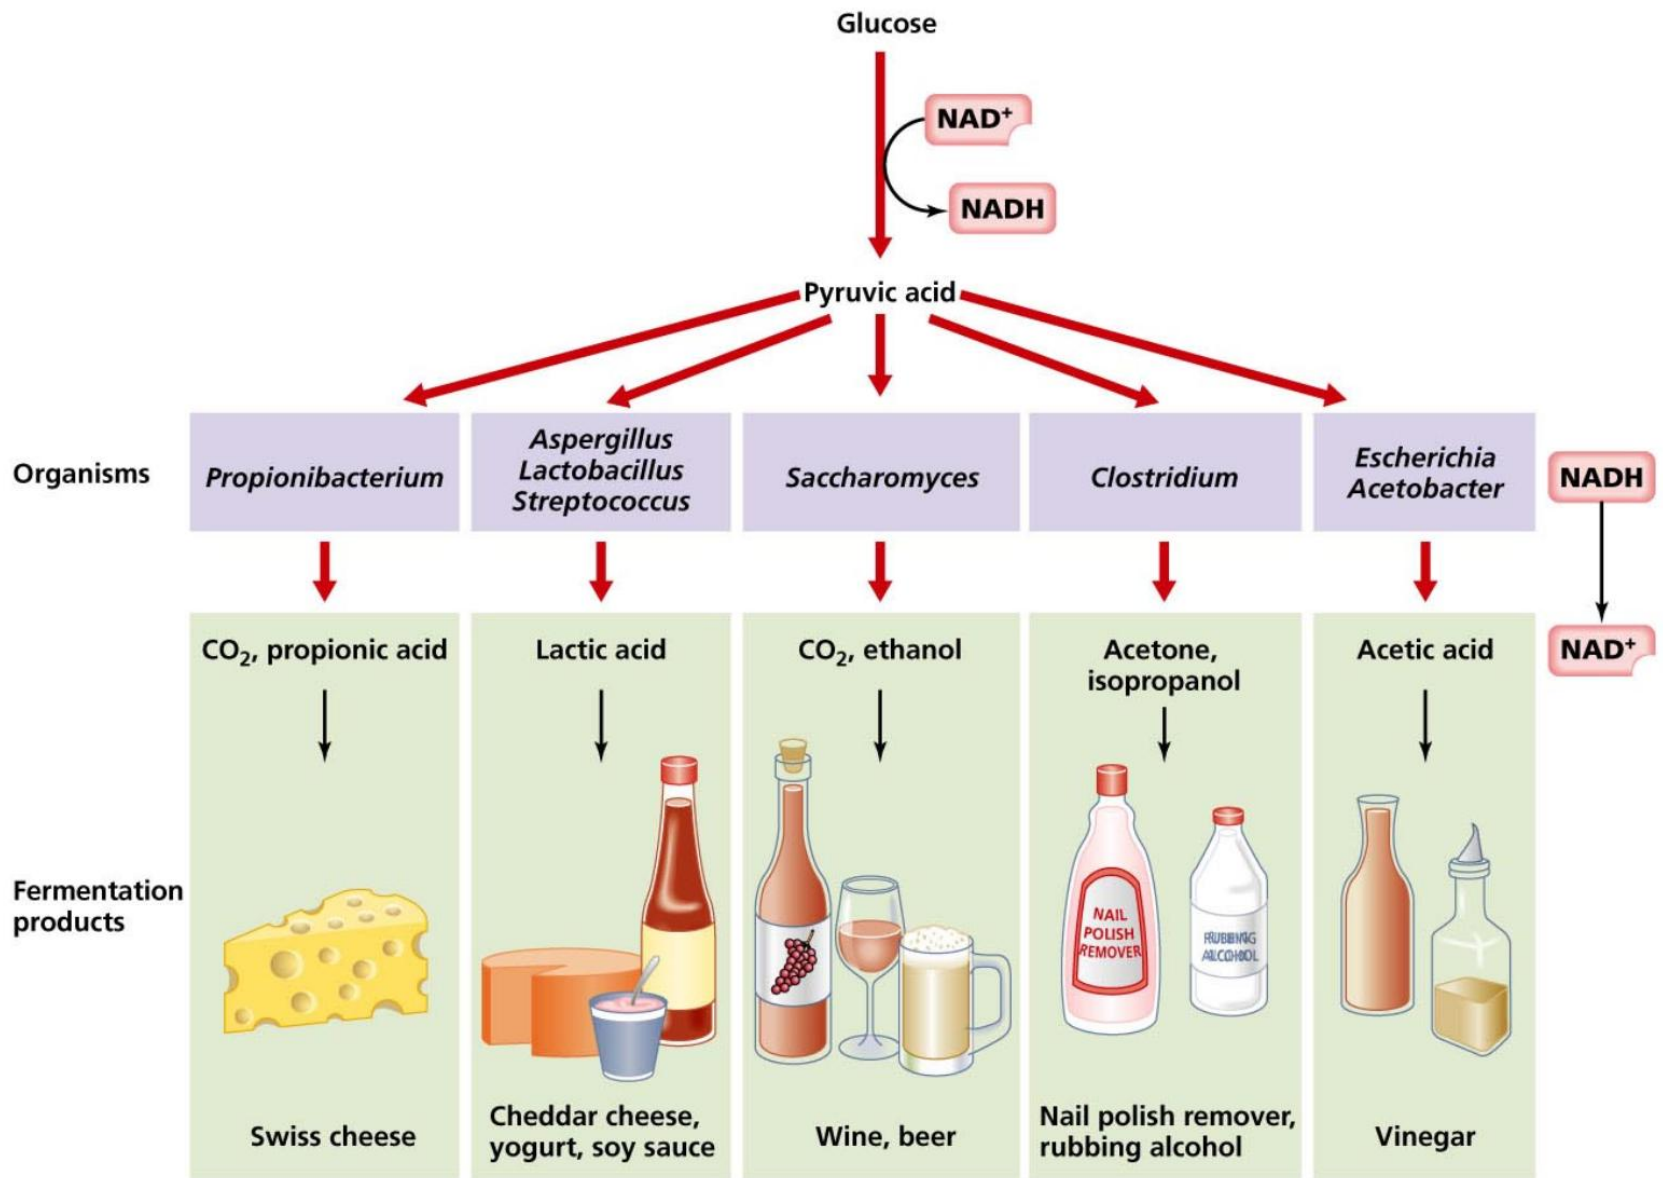 Glucose
NAD⁺
NADH
Pyruvic acid
Organisms
Propionibacterium
Aspergillus
Lactobacillus
Streptococcus
Saccharomyces
Clostridium
Escherichia
Acetobacter
NADH
NAD⁺
CO₂, propionic acid
Lactic acid
CO₂, ethanol
Acetone,
isopropanol
Acetic acid
Fermentation
products
NAIL
POLISH
REMOVER
RUBBING
ALCOHOL
Swiss cheese
Cheddar cheese,
yogurt, soy sauce
Wine, beer
Nail polish remover,
rubbing alcohol
Vinegar